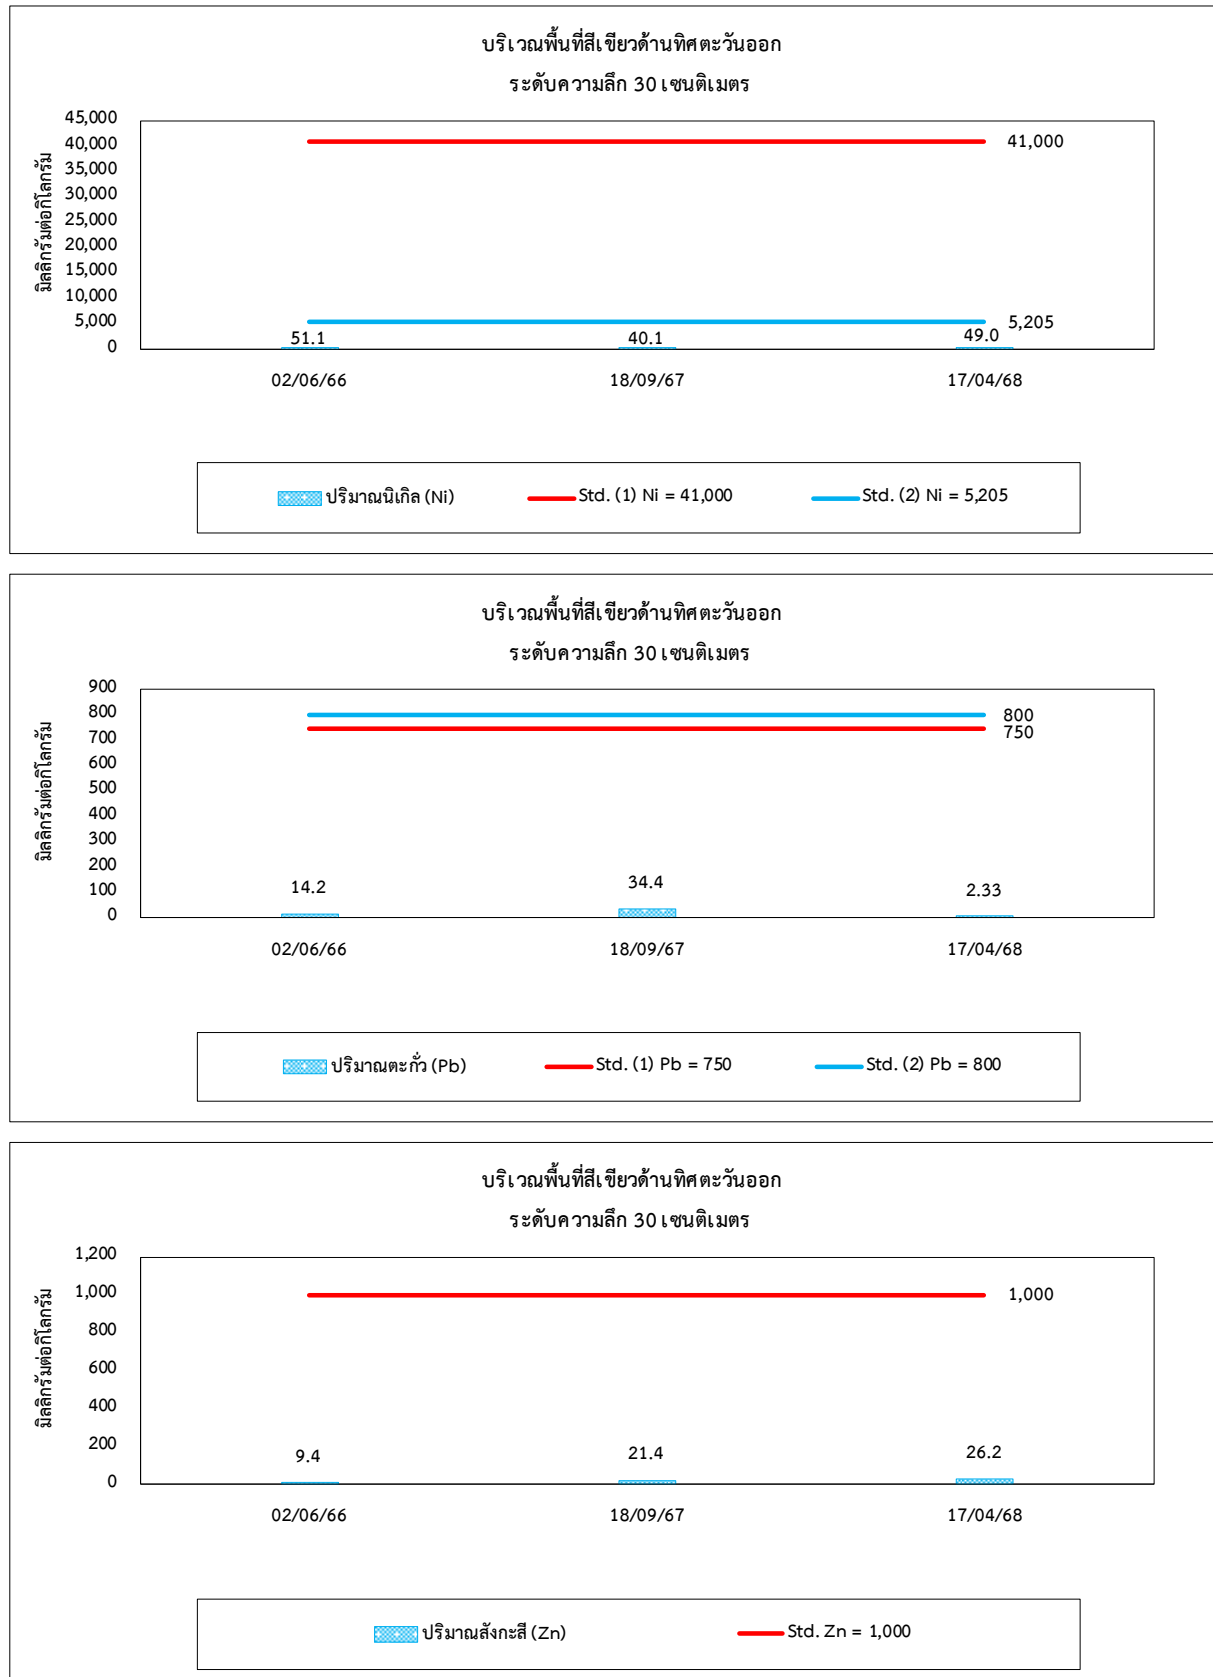 บริเวณพื้นที่สีเขียวด้านทิศตะวันออก
ระดับความลึก 30 เซนติเมตร
มิลลิกรัมต่อกิโลกรัม
45,000
40,000
35,000
30,000
25,000
20,000
15,000
10,000
5,000
0
41,000
5,205
51.1 40.1 49.0
02/06/66 18/09/67 17/04/68
ปริมาณนิเกิล (Ni) Std. (1) Ni = 41,000 Std. (2) Ni = 5,205
บริเวณพื้นที่สีเขียวด้านทิศตะวันออก
ระดับความลึก 30 เซนติเมตร
มิลลิกรัมต่อกิโลกรัม
900
800
700
600
500
400
300
200
100
0
800
750
14.2 34.4 2.33
02/06/66 18/09/67 17/04/68
ปริมาณตะกั่ว (Pb) Std. (1) Pb = 750 Std. (2) Pb = 800
บริเวณพื้นที่สีเขียวด้านทิศตะวันออก
ระดับความลึก 30 เซนติเมตร
มิลลิกรัมต่อกิโลกรัม
1,200
1,000
800
600
400
200
0
1,000
9.4 21.4 26.2
02/06/66 18/09/67 17/04/68
ปริมาณสังกะสี (Zn) Std. Zn = 1,000